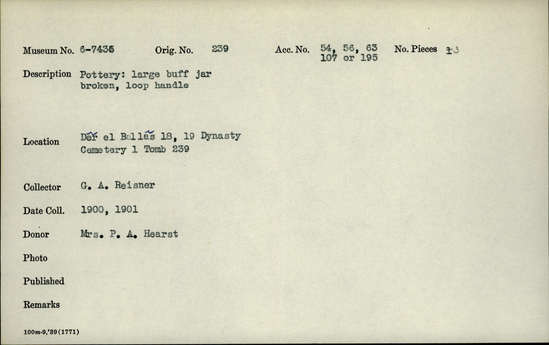 Museum No. 6-7436 Orig. No. 239 Acc. No. 54, 56, 63 No. Pieces
107 or 195
Description Pottery: large buff jar
broken, loop handle
Location Dêr el Ballâs 18, 19 Dynasty
Cemetery 1 Tomb 239
Collector G. A. Reisner
Date Coll. 1900, 1901
Donor Mrs. P. A. Hearst
Photo
Published
Remarks
100m-9,'39(1771)